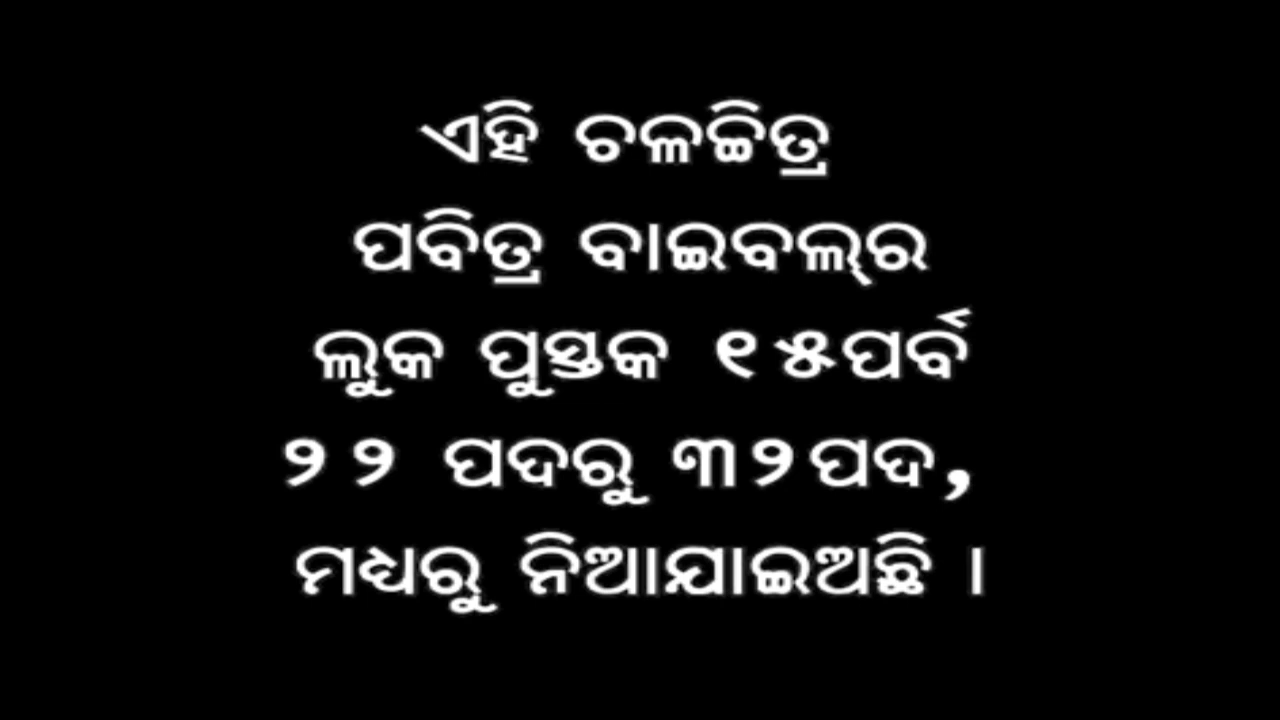 ଏହି ଚଳଚ୍ଚିତ୍ର
ପବିତ୍ର ବାଇବଲ୍‌ର
ଲୁକ ପୁସ୍ତକ ୧୫ପର୍ବ
୨୨ ପଦରୁ ୩୨ପଦ,
ମଧ୍ୟରୁ ନିଆଯାଇଅଛି ।